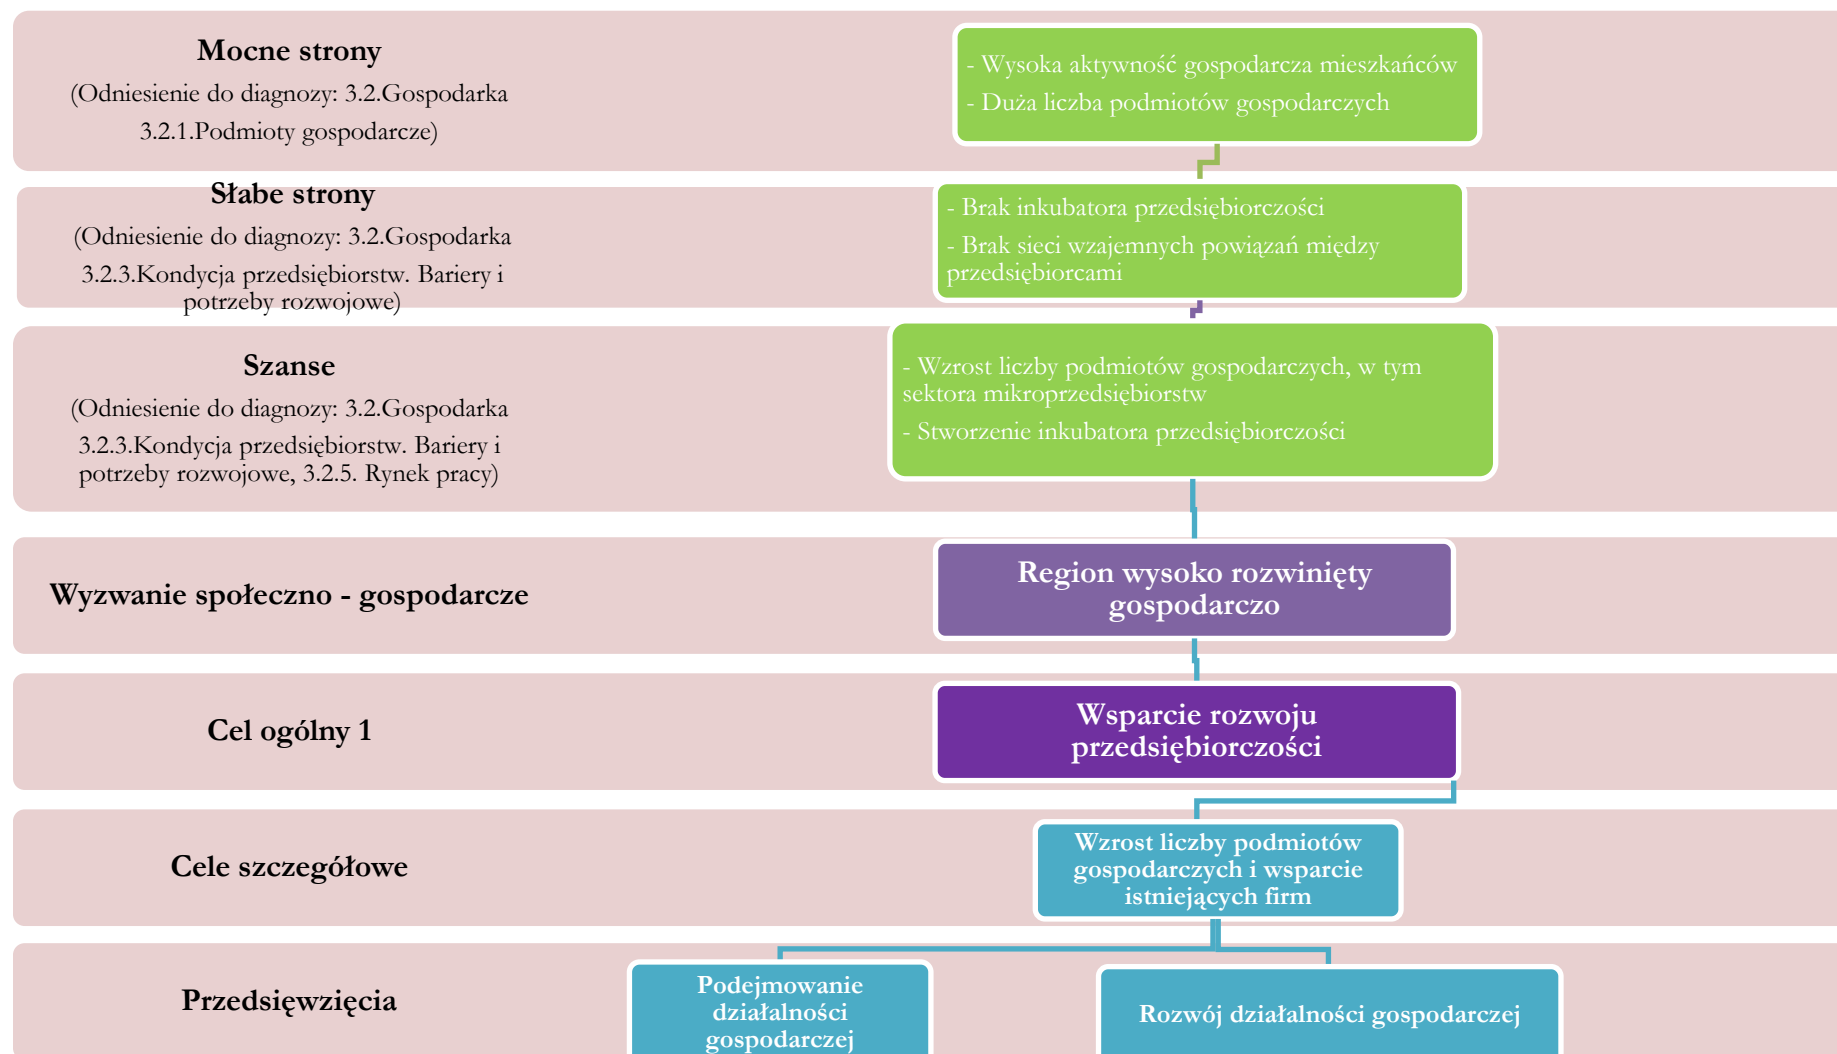 Mocne strony
(Odniesienie do diagnozy: 3.2.Gospodarka
3.2.1.Podmioty gospodarcze)
- Wysoka aktywność gospodarcza mieszkańców
- Duża liczba podmiotów gospodarczych
Słabe strony
(Odniesienie do diagnozy: 3.2.Gospodarka
3.2.3.Kondycja przedsiębiorstw. Bariery i
potrzeby rozwojowe)
- Brak inkubatora przedsiębiorczości
- Brak sieci wzajemnych powiązań między
przedsiębiorcami
Szanse
(Odniesienie do diagnozy: 3.2.Gospodarka
3.2.3.Kondycja przedsiębiorstw. Bariery i
potrzeby rozwojowe, 3.2.5. Rynek pracy)
- Wzrost liczby podmiotów gospodarczych, w tym
sektora mikroprzedsiębiorstw
- Stworzenie inkubatora przedsiębiorczości
Wyzwanie społeczno - gospodarcze
Region wysoko rozwinięty
gospodarczo
Cel ogólny 1
Wsparcie rozwoju
przedsiębiorczości
Cele szczegółowe
Wzrost liczby podmiotów
gospodarczych i wsparcie
istniejących firm
Przedsięwzięcia
Podejmowanie
działalności
gospodarczej
Rozwój działalności gospodarczej